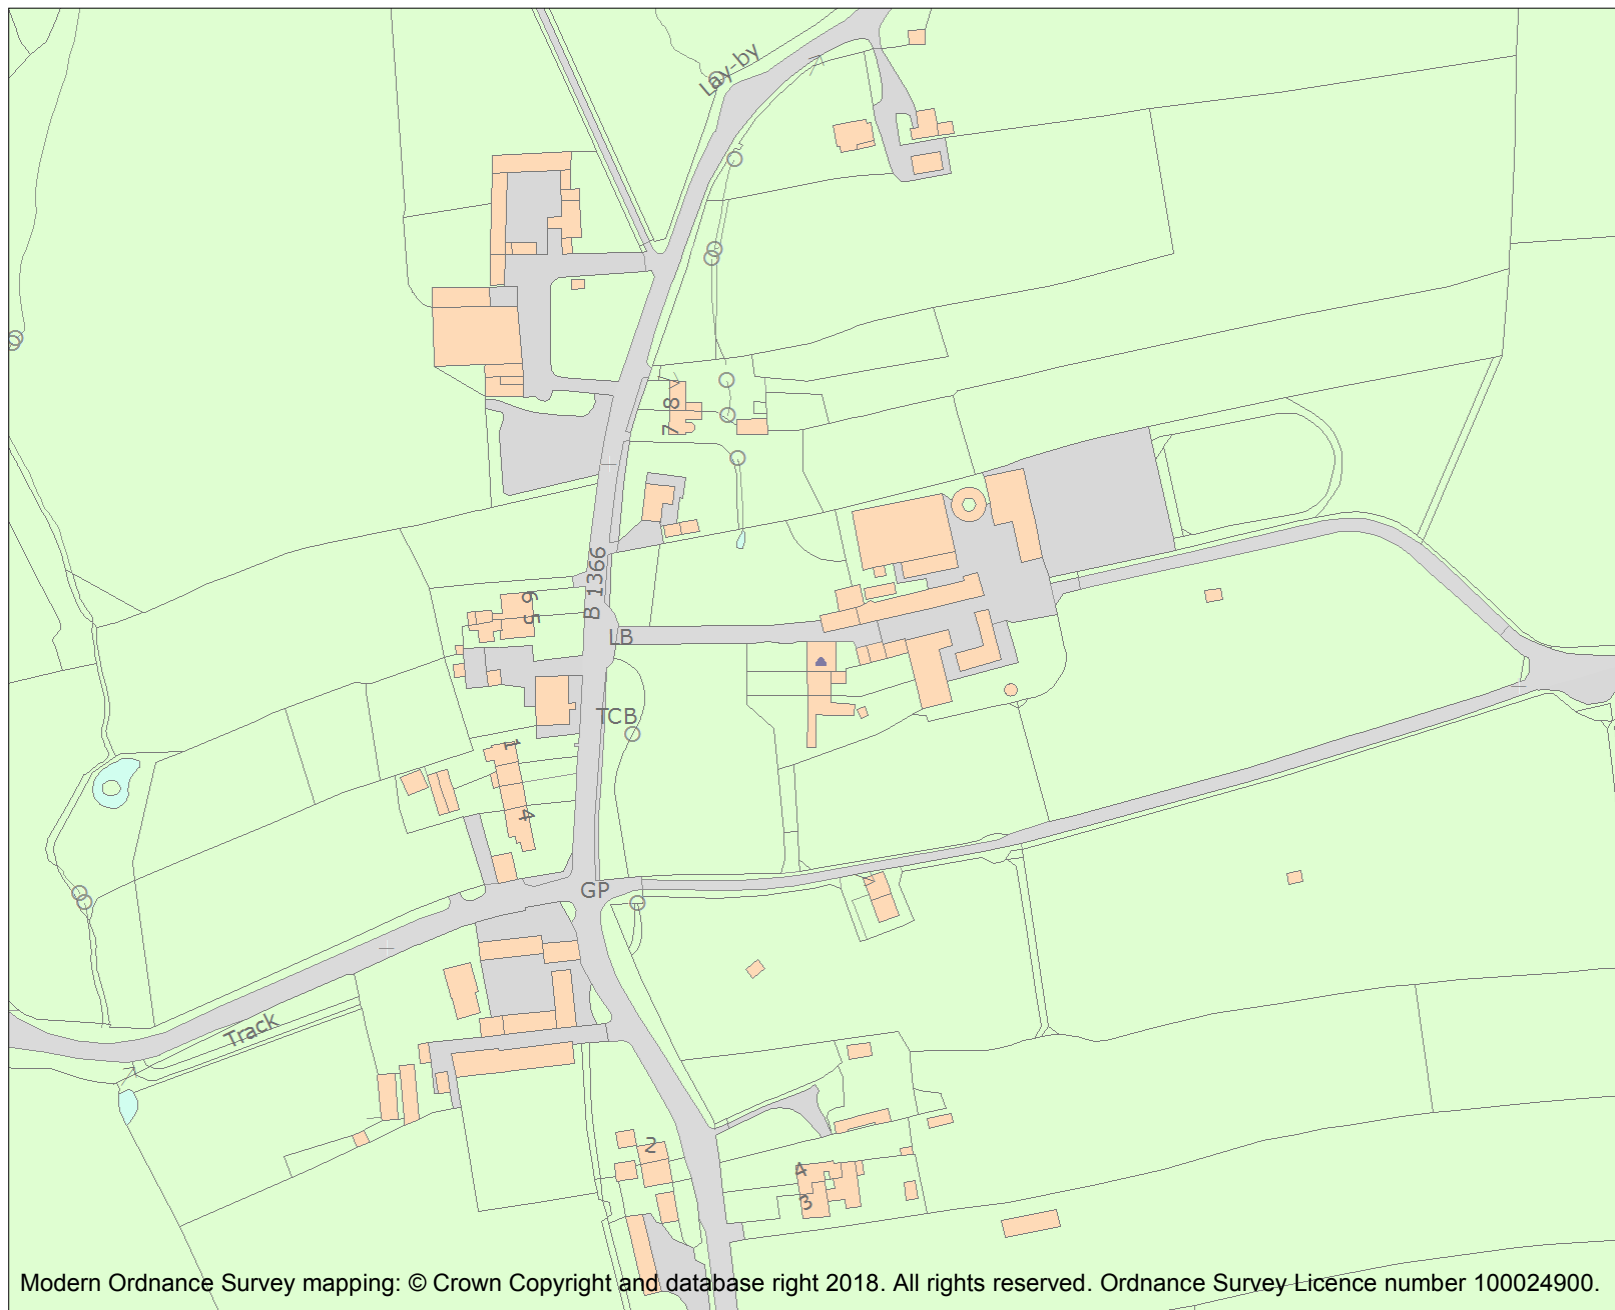 Lay-by
8
7
B 1366
6
5
LB
TCB
1
4
GP
Track
2
4
3
Modern Ordnance Survey mapping: © Crown Copyright and database right 2018. All rights reserved. Ordnance Survey Licence number 100024900.